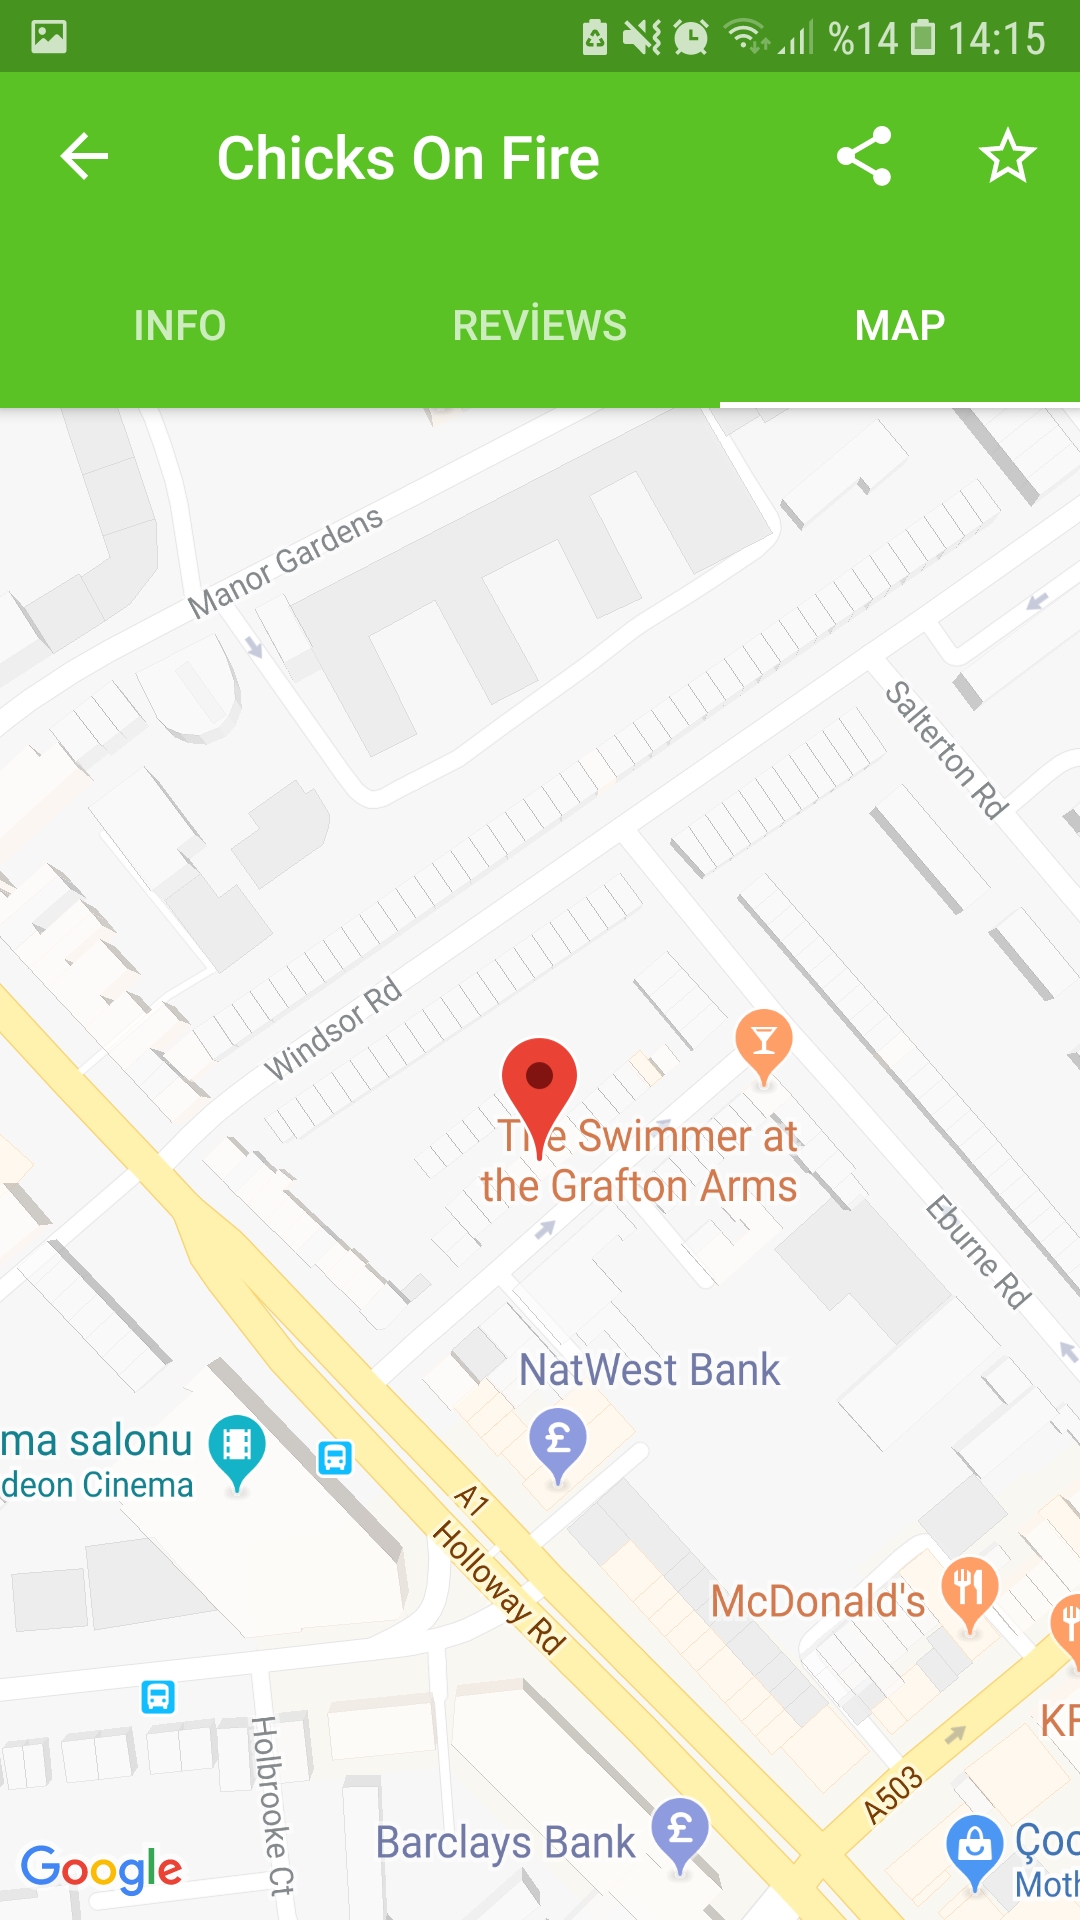 %14 14:15
Chicks On Fire
INFO REVİEWS MAP
Manor Gardens
Salterton Rd
Windsor Rd
The Swimmer at
the Grafton Arms
Eburne Rd
NatWest Bank
ma salonu
deon Cinema
A1
Holloway Rd
McDonald's
KF
Holbrooke Ct
A503
Barclays Bank
Çoc
Moth
Google